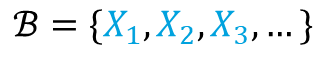 ℬ = {X₁, X₂, X₃, …}